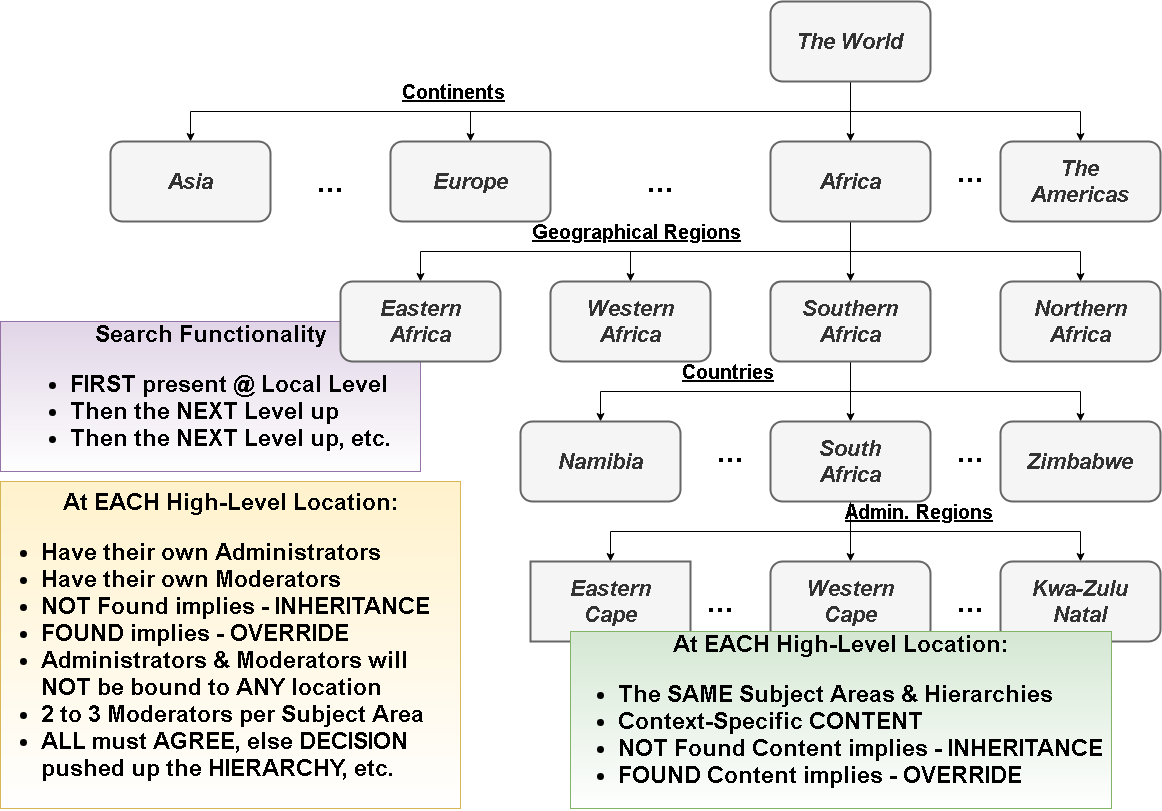 The World
Continents
Asia
...
Europe
...
Africa
...
The
Americas
Geographical Regions
Eastern
Africa
Western
Africa
Southern
Africa
Northern
Africa
Search Functionality
• FIRST present @ Local Level
• Then the NEXT Level up
• Then the NEXT Level up, etc.
Countries
Namibia
...
South
Africa
...
Zimbabwe
Admin. Regions
Eastern
Cape
...
Western
Cape
...
Kwa-Zulu
Natal
At EACH High-Level Location:
• Have their own Administrators
• Have their own Moderators
• NOT Found implies - INHERITANCE
• FOUND implies - OVERRIDE
• Administrators & Moderators will
NOT be bound to ANY location
• 2 to 3 Moderators per Subject Area
• ALL must AGREE, else DECISION
pushed up the HIERARCHY, etc.
At EACH High-Level Location:
• The SAME Subject Areas & Hierarchies
• Context-Specific CONTENT
• NOT Found Content implies - INHERITANCE
• FOUND Content implies - OVERRIDE